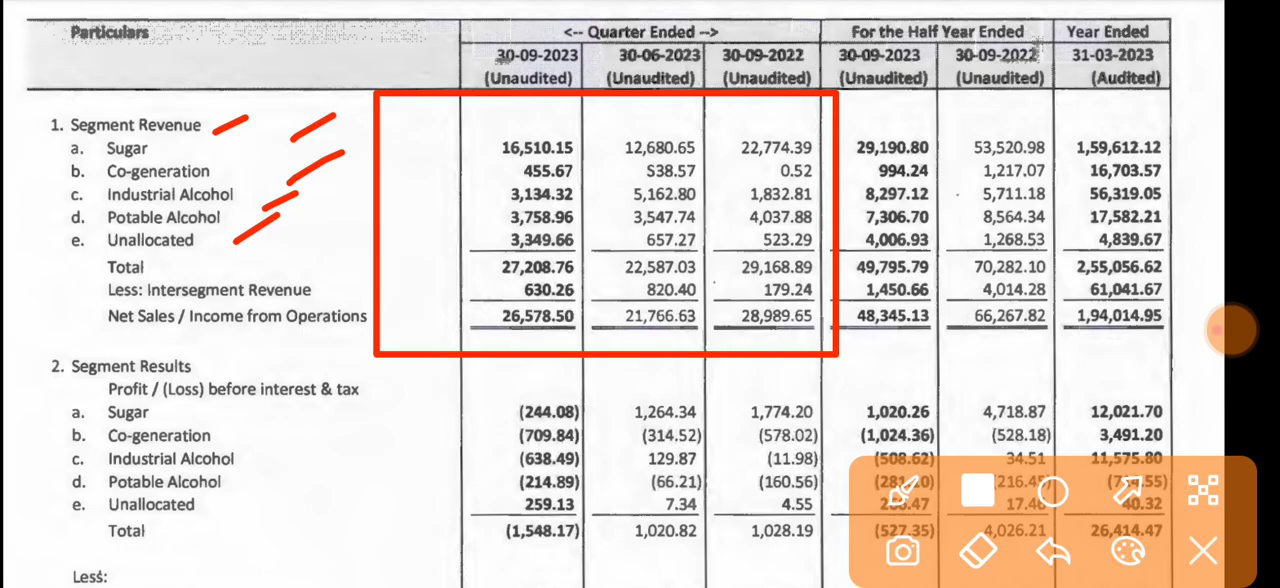 Particulars <-- Quarter Ended --> For the Half Year Ended Year Ended
30-09-2023 30-06-2023 30-09-2022 30-09-2023 30-09-2022 31-03-2023
(Unaudited) (Unaudited) (Unaudited) (Unaudited) (Unaudited) (Audited)
1. Segment Revenue
a. Sugar 16,510.15 12,680.65 22,774.39 29,190.80 53,520.98 1,59,612.12
b. Co-generation 455.67 538.57 0.52 994.24 1,217.07 16,703.57
c. Industrial Alcohol 3,134.32 5,162.80 1,832.81 8,297.12 5,711.18 56,319.05
d. Potable Alcohol 3,758.96 3,547.74 4,037.88 7,306.70 8,564.34 17,582.21
e. Unallocated 3,349.66 657.27 523.29 4,006.93 1,268.53 4,839.67
Total 27,208.76 22,587.03 29,168.89 49,795.79 70,282.10 2,55,056.62
Less: Intersegment Revenue 630.26 820.40 179.24 1,450.66 4,014.28 61,041.67
Net Sales / Income from Operations 26,578.50 21,766.63 28,989.65 48,345.13 66,267.82 1,94,014.95
2. Segment Results
Profit / (Loss) before interest & tax
a. Sugar (244.08) 1,264.34 1,774.20 1,020.26 4,718.87 12,021.70
b. Co-generation (709.84) (314.52) (578.02) (1,024.36) (528.18) 3,491.20
c. Industrial Alcohol (638.49) 129.87 (11.98) (508.62) 34.51 11,575.80
d. Potable Alcohol (214.89) (66.21) (160.56)
e. Unallocated 259.13 7.34 4.55 17.46 40.32
Total (1,548.17) 1,020.82 1,028.19 (527.35) 4,026.21 26,414.47
Less: